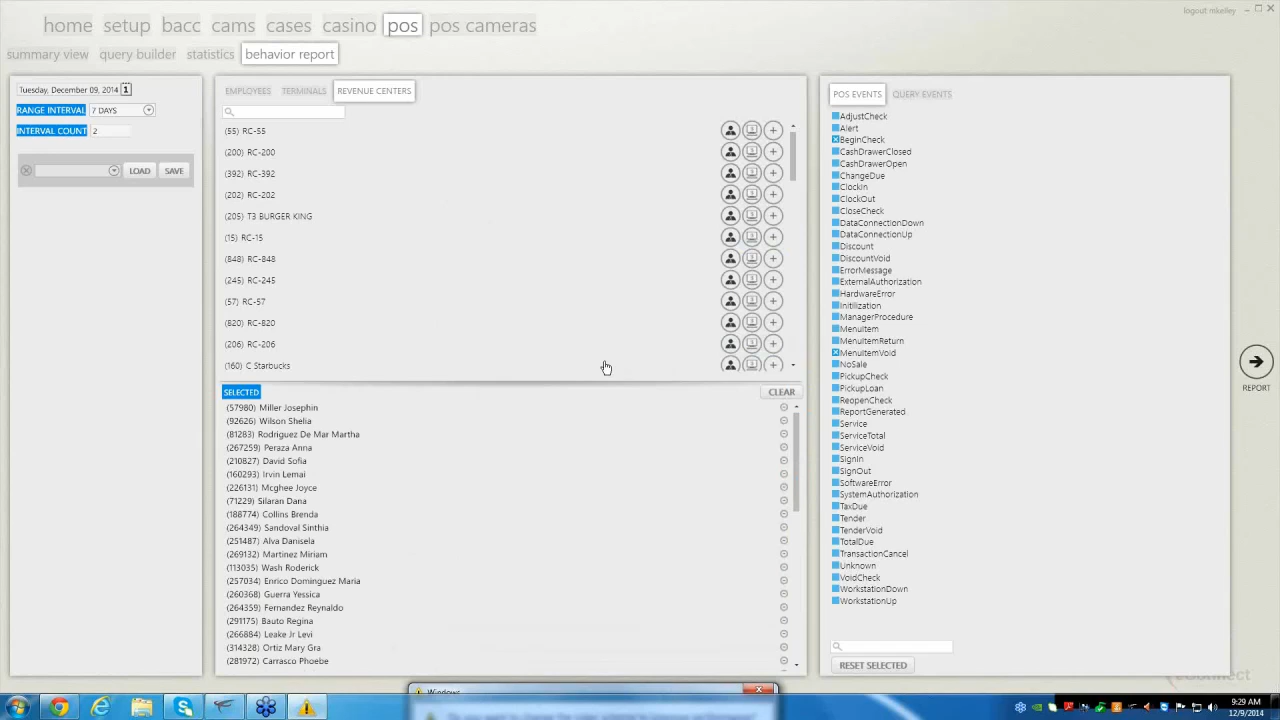 logout mkelley
home setup bacc cams cases casino pos pos cameras
summary view query builder statistics behavior report
Tuesday, December 09, 2014
RANGE INTERVAL 7 DAYS
INTERVAL COUNT 2
LOAD SAVE
EMPLOYEES TERMINALS REVENUE CENTERS
(55) RC-55
(200) RC-200
(392) RC-392
(202) RC-202
(205) T3 BURGER KING
(15) RC-15
(848) RC-848
(245) RC-245
(57) RC-57
(820) RC-820
(206) RC-206
(160) C Starbucks
SELECTED CLEAR
(57980) Miller Josephin
(92626) Wilson Shelia
(81283) Rodriguez De Mar Martha
(267259) Peraza Anna
(210827) David Sofia
(160293) Irvin Lemai
(226131) Mcghee Joyce
(71229) Silaran Dana
(188774) Collins Brenda
(264349) Sandoval Sinthia
(251487) Alva Danisela
(269132) Martinez Miriam
(113035) Wash Roderick
(257034) Enrico Dominguez Maria
(260368) Guerra Yessica
(264359) Fernandez Reynaldo
(291175) Bauto Regina
(266884) Leake Jr Levi
(314328) Ortiz Mary Gra
(281972) Carrasco Phoebe
POS EVENTS QUERY EVENTS
AdjustCheck
Alert
BeginCheck
CashDrawerClosed
CashDrawerOpen
ChangeDue
ClockIn
ClockOut
CloseCheck
DataConnectionDown
DataConnectionUp
Discount
DiscountVoid
ErrorMessage
ExternalAuthorization
HardwareError
Initilization
ManagerProcedure
MenuItem
MenuItemReturn
MenuItemVoid
NoSale
PickupCheck
PickupLoan
ReopenCheck
ReportGenerated
Service
ServiceTotal
ServiceVoid
SignIn
SignOut
SoftwareError
SystemAuthorization
TaxDue
Tender
TenderVoid
TotalDue
TransactionCancel
Unknown
VoidCheck
WorkstationDown
WorkstationUp
RESET SELECTED
REPORT
Windows
9:29 AM
12/9/2014